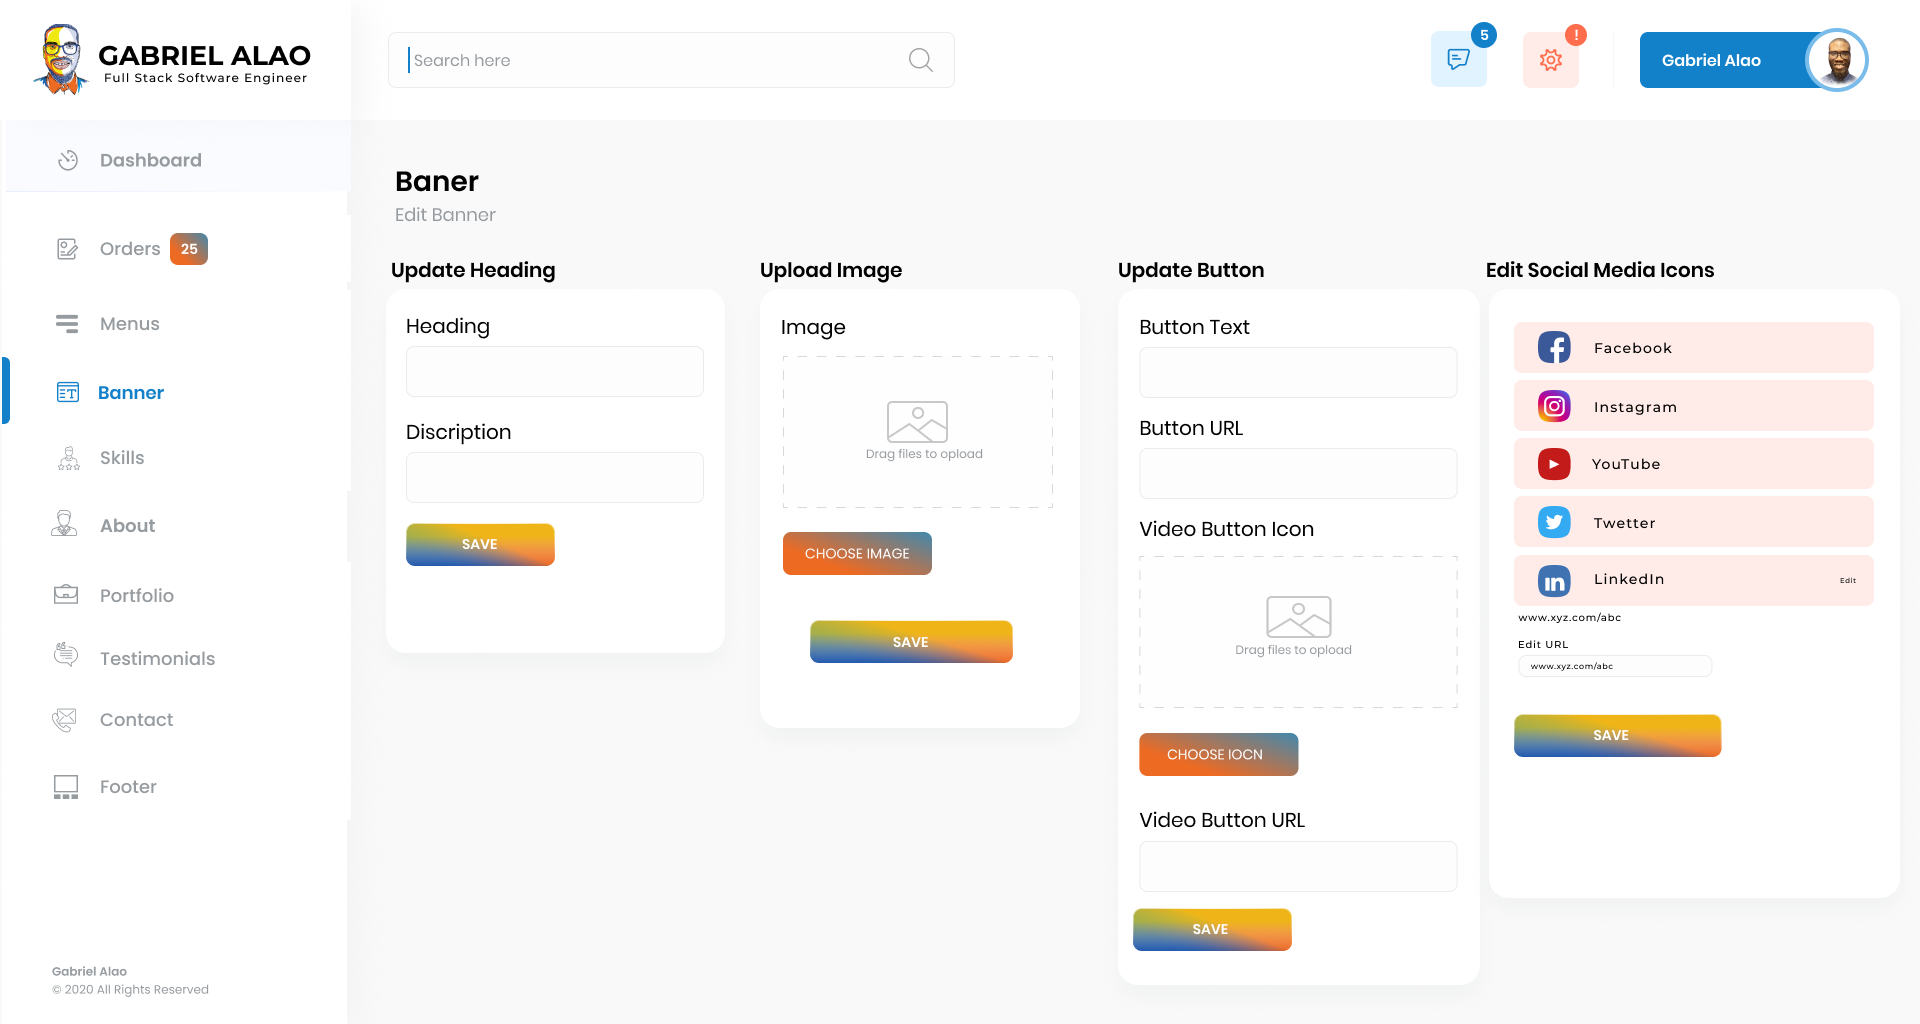 GABRIEL ALAO
Full Stack Software Engineer
Search here
5
!
Gabriel Alao
Dashboard
Orders 25
Menus
Banner
Skills
About
Portfolio
Testimonials
Contact
Footer
Gabriel Alao
© 2020 All Rights Reserved
Baner
Edit Banner
Update Heading
Heading
Discription
SAVE
Upload Image
Image
Drag files to upload
CHOOSE IMAGE
SAVE
Update Button
Button Text
Button URL
Video Button Icon
Drag files to upload
CHOOSE IOCN
Video Button URL
SAVE
Edit Social Media Icons
Facebook
Instagram
YouTube
Twetter
LinkedIn Edit
www.xyz.com/abc
Edit URL
www.xyz.com/abc
SAVE